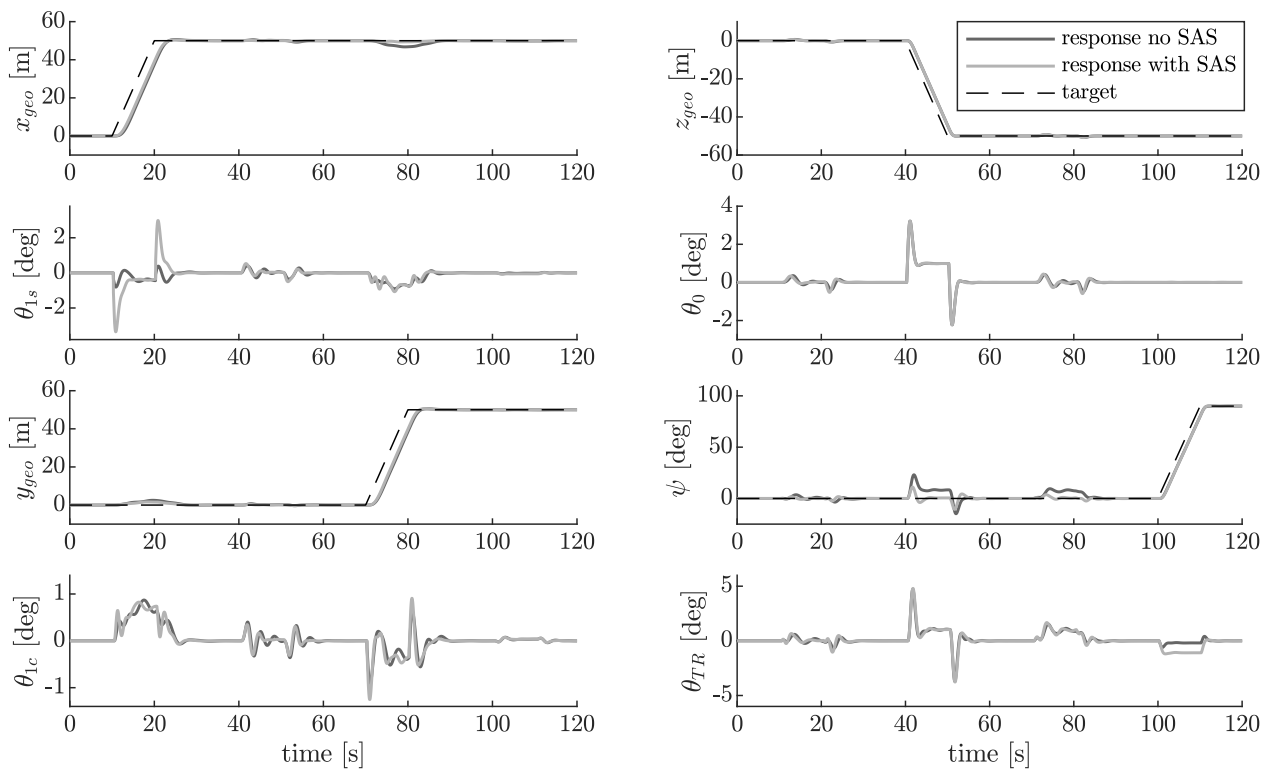 60
40
20
0
x_geo [m]
0 20 40 60 80 100 120
0
-20
-40
-60
z_geo [m]
0 20 40 60 80 100 120
response no SAS
response with SAS
target
2
0
-2
θ_1s [deg]
0 20 40 60 80 100 120
4
2
0
-2
θ_0 [deg]
0 20 40 60 80 100 120
60
40
20
0
y_geo [m]
0 20 40 60 80 100 120
100
50
0
ψ [deg]
0 20 40 60 80 100 120
1
0
-1
θ_1c [deg]
0 20 40 60 80 100 120
time [s]
5
0
-5
θ_TR [deg]
0 20 40 60 80 100 120
time [s]